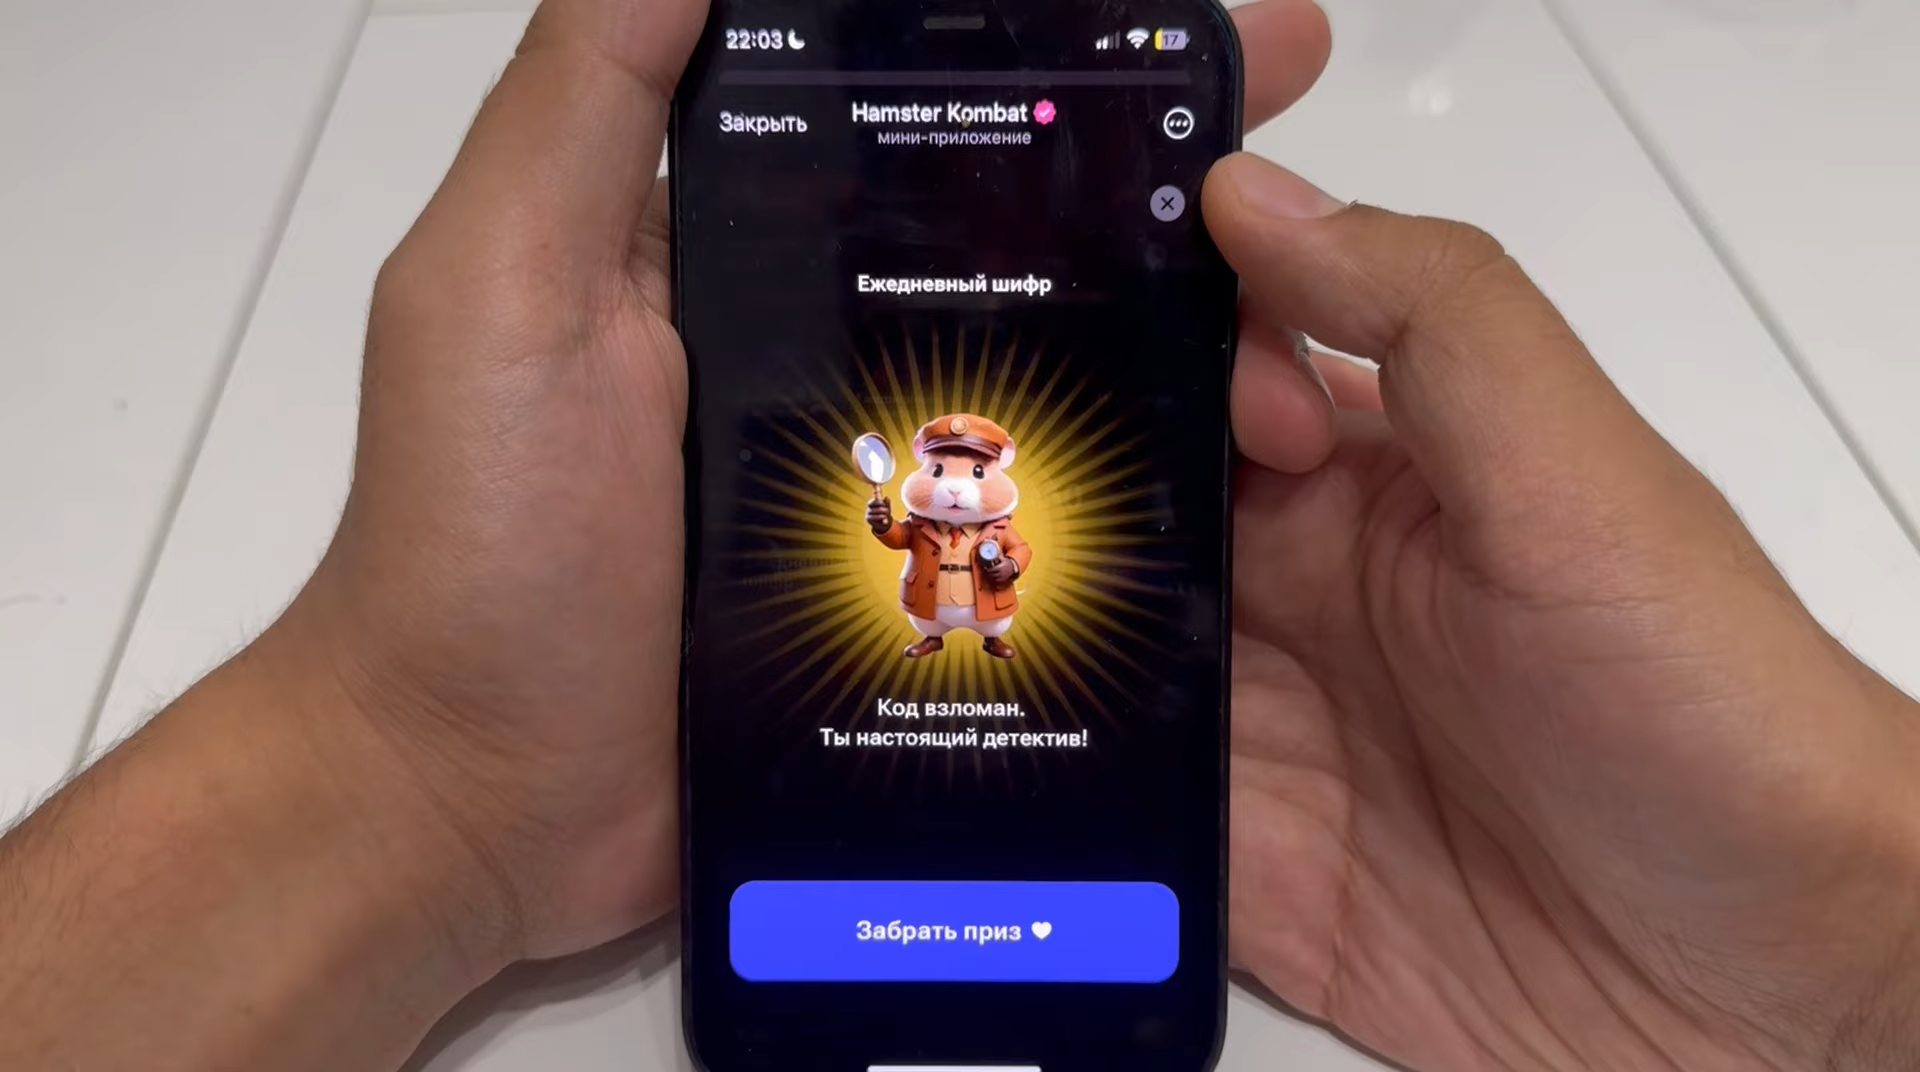 22:03
17
Закрыть
Hamster Kombat
мини-приложение
Ежедневный шифр
Код взломан.
Ты настоящий детектив!
Забрать приз